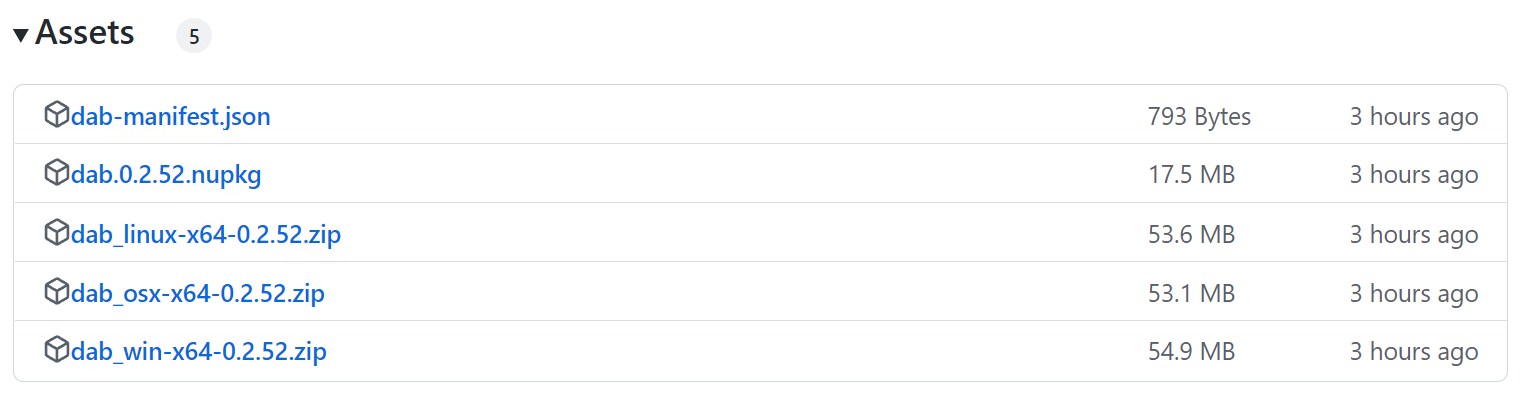 Assets 5
dab-manifest.json 793 Bytes 3 hours ago
dab.0.2.52.nupkg 17.5 MB 3 hours ago
dab_linux-x64-0.2.52.zip 53.6 MB 3 hours ago
dab_osx-x64-0.2.52.zip 53.1 MB 3 hours ago
dab_win-x64-0.2.52.zip 54.9 MB 3 hours ago